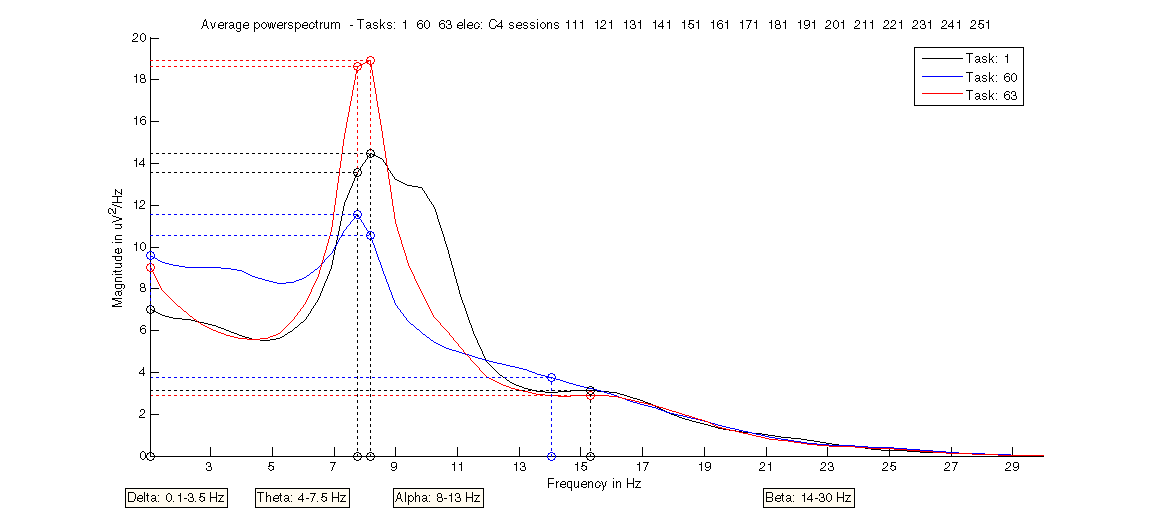 Average powerspectrum - Tasks: 1 60 63 elec: C4 sessions 111 121 131 141 151 161 171 181 191 201 211 221 231 241 251
20
18
16
14
12
10
8
6
4
2
0
Magnitude in uV²/Hz
Task: 1
Task: 60
Task: 63
3 5 7 9 11 13 15 17 19 21 23 25 27 29
Frequency in Hz
Delta: 0.1-3.5 Hz Theta: 4-7.5 Hz Alpha: 8-13 Hz Beta: 14-30 Hz